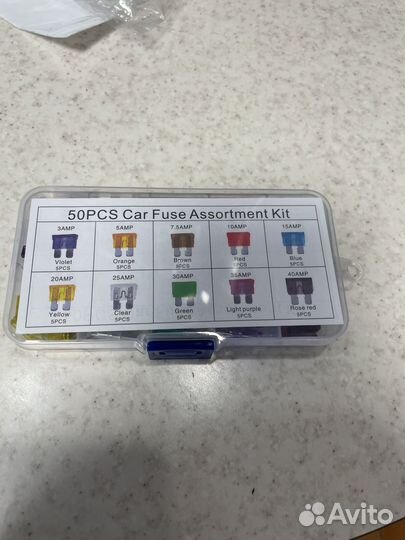 50PCS Car Fuse Assortment Kit
3AMP 5AMP 7.5AMP 10AMP 15AMP
Vlolet Orange Brown Red Blue
5PCS 5PCS 5PCS 5PCS 5PCS
20AMP 25AMP 30AMP 35AMP 40AMP
Yellow Clear Green Light purple Rose red
5PCS 5PCS 5PCS 5PCS 5PCS
Avito